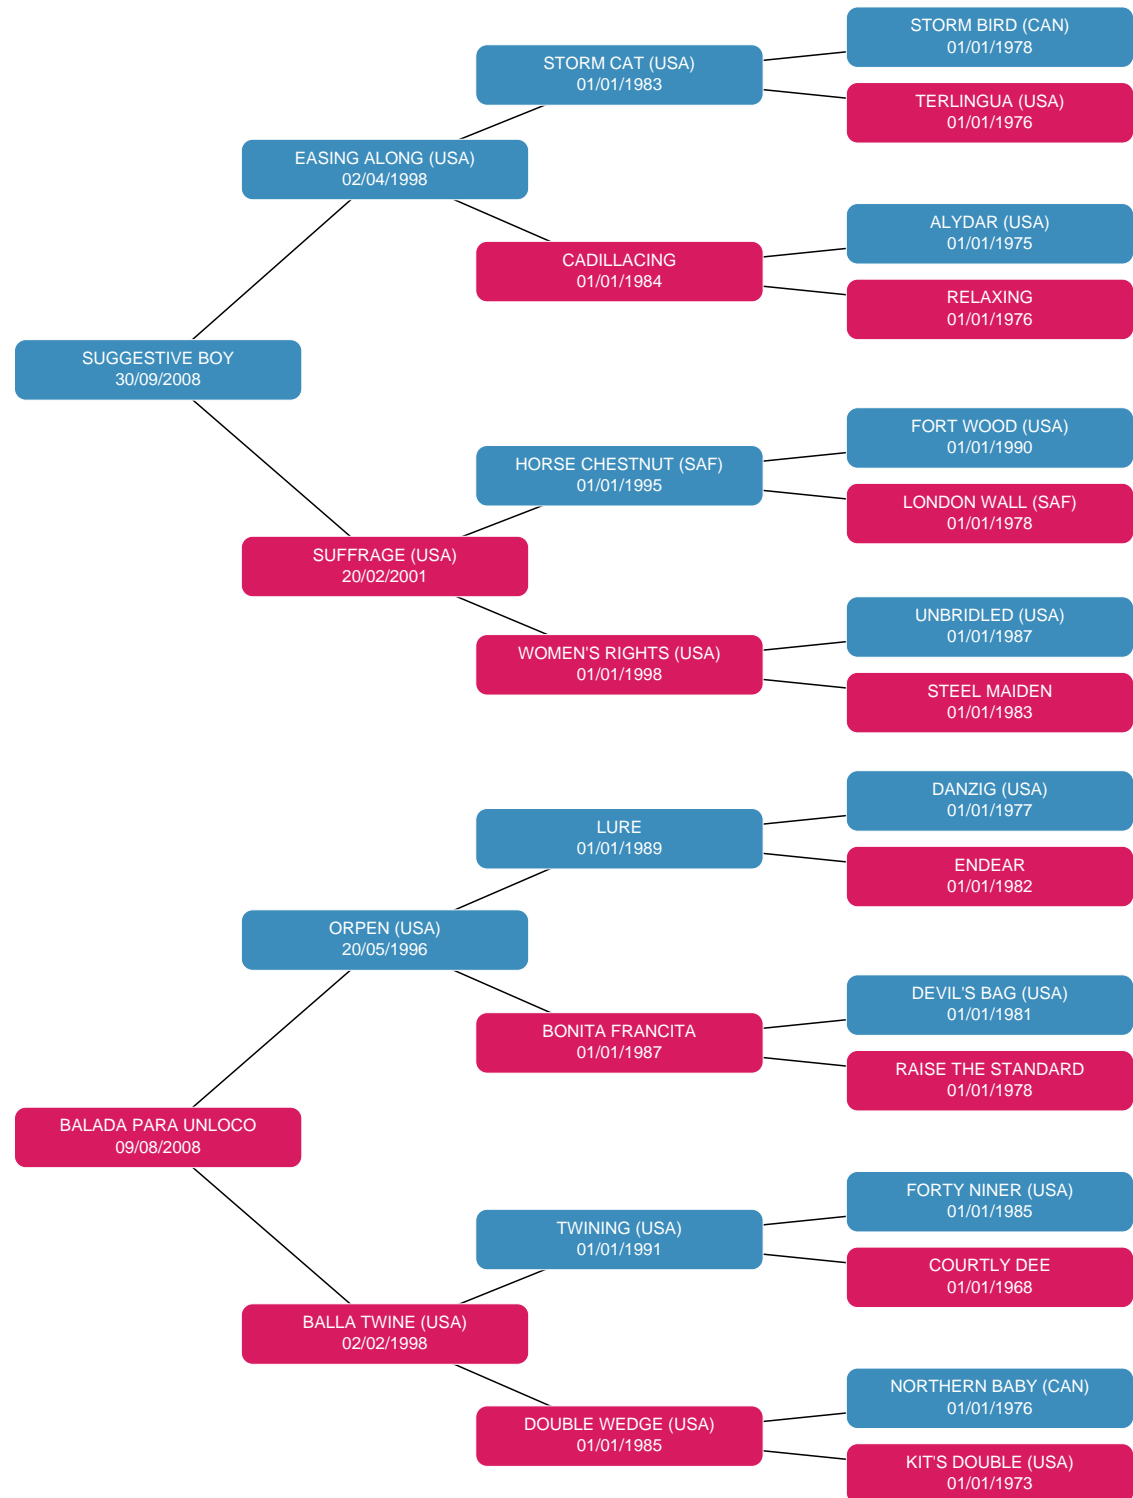 STORM BIRD (CAN)
01/01/1978
STORM CAT (USA)
01/01/1983
TERLINGUA (USA)
01/01/1976
EASING ALONG (USA)
02/04/1998
ALYDAR (USA)
01/01/1975
CADILLACING
01/01/1984
RELAXING
01/01/1976
SUGGESTIVE BOY
30/09/2008
FORT WOOD (USA)
01/01/1990
HORSE CHESTNUT (SAF)
01/01/1995
LONDON WALL (SAF)
01/01/1978
SUFFRAGE (USA)
20/02/2001
UNBRIDLED (USA)
01/01/1987
WOMEN'S RIGHTS (USA)
01/01/1998
STEEL MAIDEN
01/01/1983
DANZIG (USA)
01/01/1977
LURE
01/01/1989
ENDEAR
01/01/1982
ORPEN (USA)
20/05/1996
DEVIL'S BAG (USA)
01/01/1981
BONITA FRANCITA
01/01/1987
RAISE THE STANDARD
01/01/1978
BALADA PARA UNLOCO
09/08/2008
FORTY NINER (USA)
01/01/1985
TWINING (USA)
01/01/1991
COURTLY DEE
01/01/1968
BALLA TWINE (USA)
02/02/1998
NORTHERN BABY (CAN)
01/01/1976
DOUBLE WEDGE (USA)
01/01/1985
KIT'S DOUBLE (USA)
01/01/1973